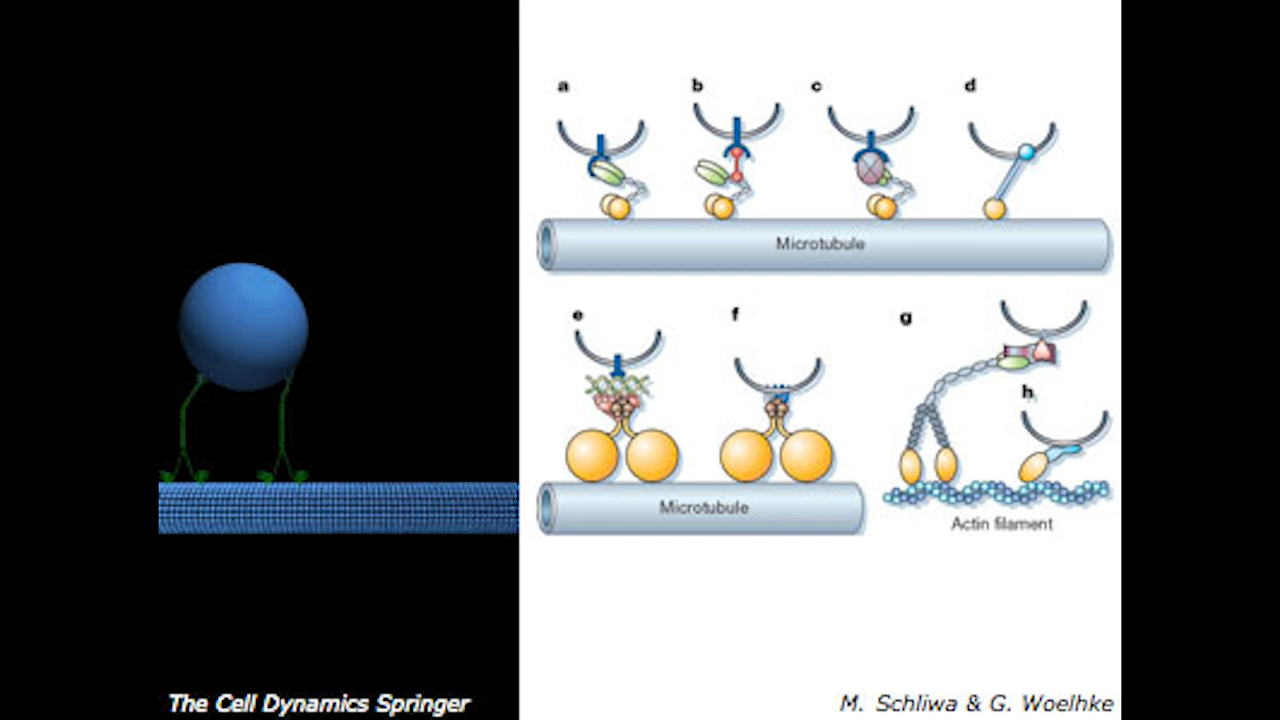 a b c d
Microtubule
e f g
h
Microtubule
Actin filament
The Cell Dynamics Springer
M. Schliwa & G. Woelhke